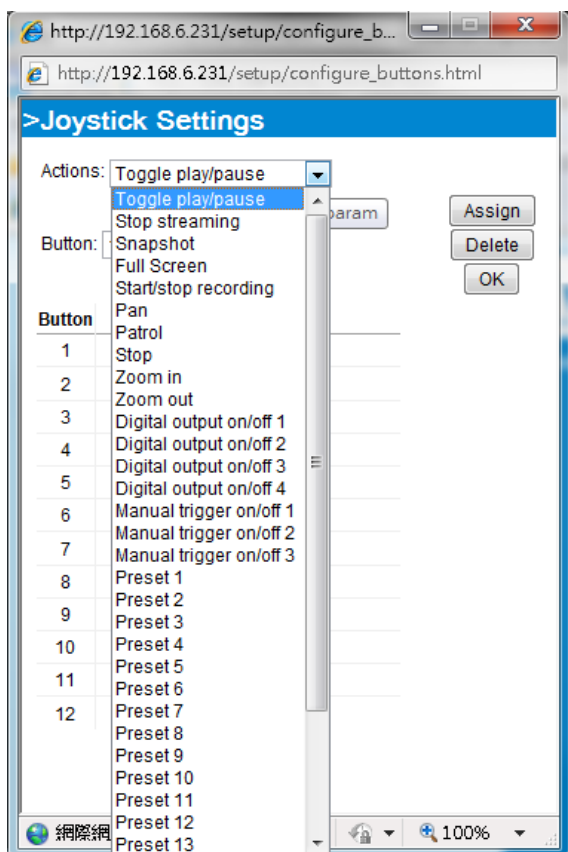 http://192.168.6.231/setup/configure_b...
http://192.168.6.231/setup/configure_buttons.html
>Joystick Settings
Actions: Toggle play/pause
Toggle play/pause
Stop streaming
Snapshot
Full Screen
Start/stop recording
Pan
Patrol
Stop
Zoom in
Zoom out
Digital output on/off 1
Digital output on/off 2
Digital output on/off 3
Digital output on/off 4
Manual trigger on/off 1
Manual trigger on/off 2
Manual trigger on/off 3
Preset 1
Preset 2
Preset 3
Preset 4
Preset 5
Preset 6
Preset 7
Preset 8
Preset 9
Preset 10
Preset 11
Preset 12
Preset 13
param
Button:
Assign
Delete
OK
Button
1
2
3
4
5
6
7
8
9
10
11
12
網際網
100%